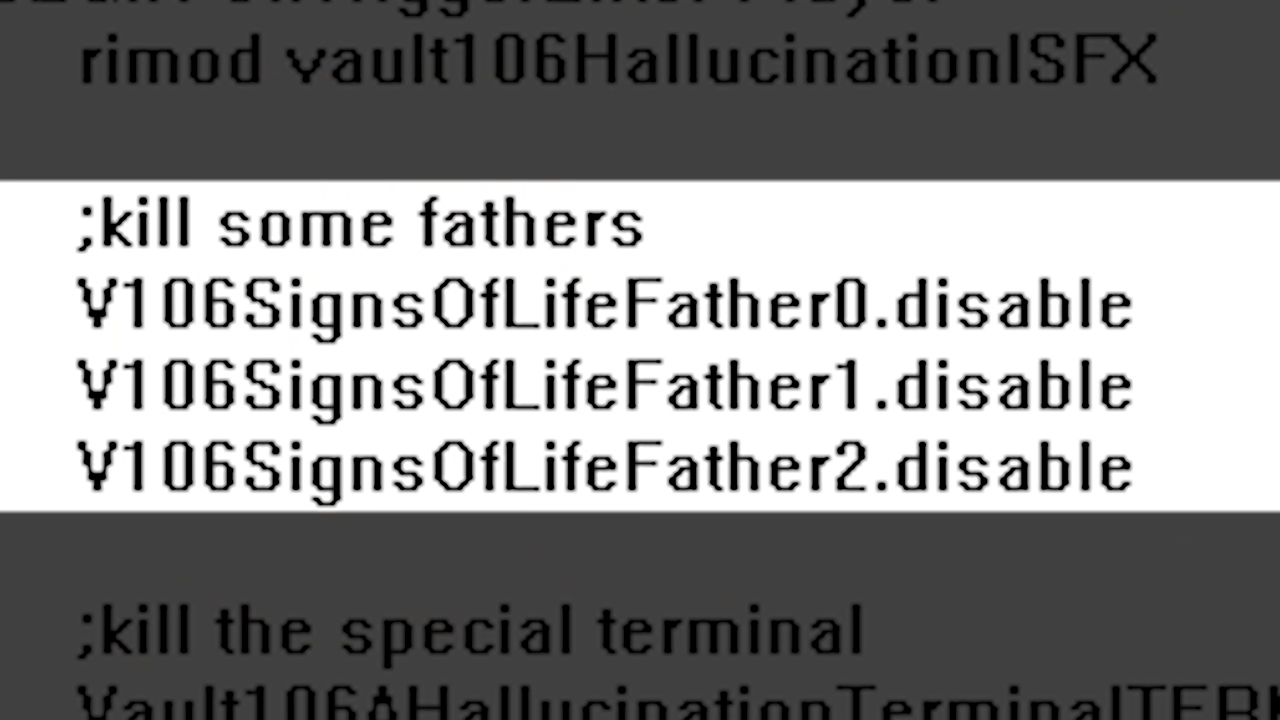 rimod vault106HallucinationISFX
;kill some fathers
V106SignsOfLifeFather0.disable
V106SignsOfLifeFather1.disable
V106SignsOfLifeFather2.disable
;kill the special terminal